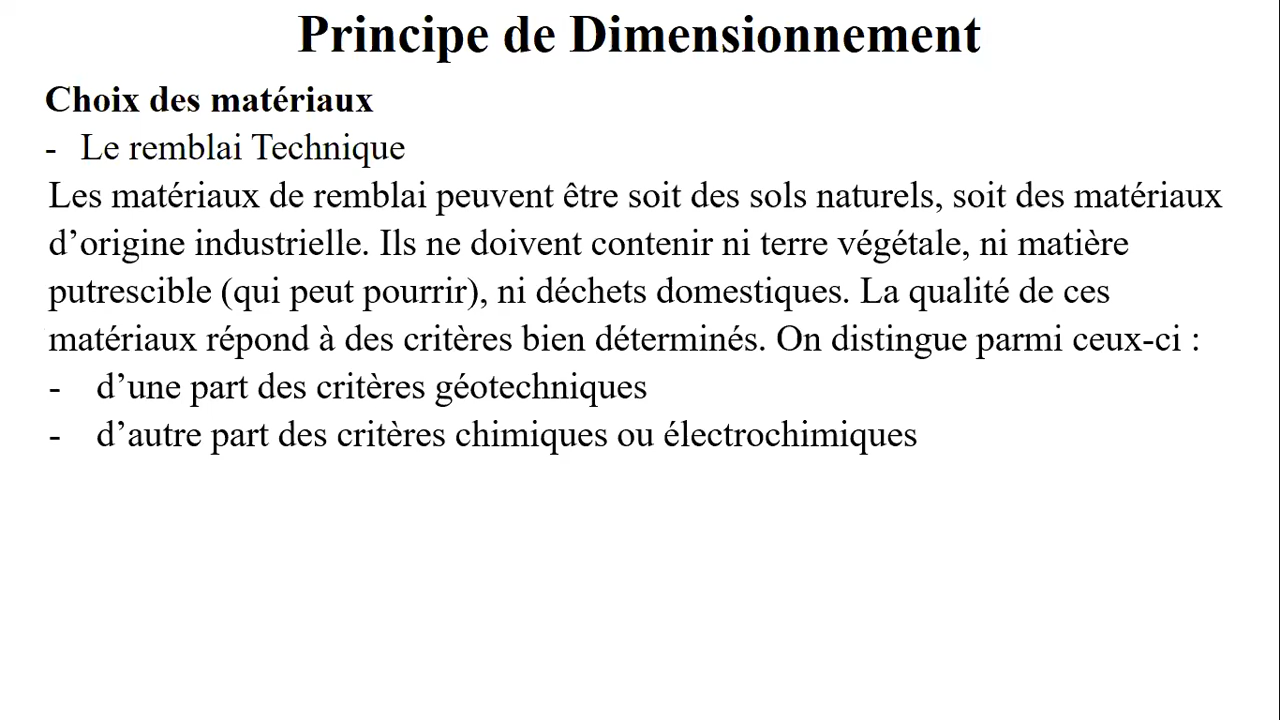 Principe de Dimensionnement
Choix des matériaux
- Le remblai Technique
Les matériaux de remblai peuvent être soit des sols naturels, soit des matériaux
d’origine industrielle. Ils ne doivent contenir ni terre végétale, ni matière
putrescible (qui peut pourrir), ni déchets domestiques. La qualité de ces
matériaux répond à des critères bien déterminés. On distingue parmi ceux-ci :
- d’une part des critères géotechniques
- d’autre part des critères chimiques ou électrochimiques